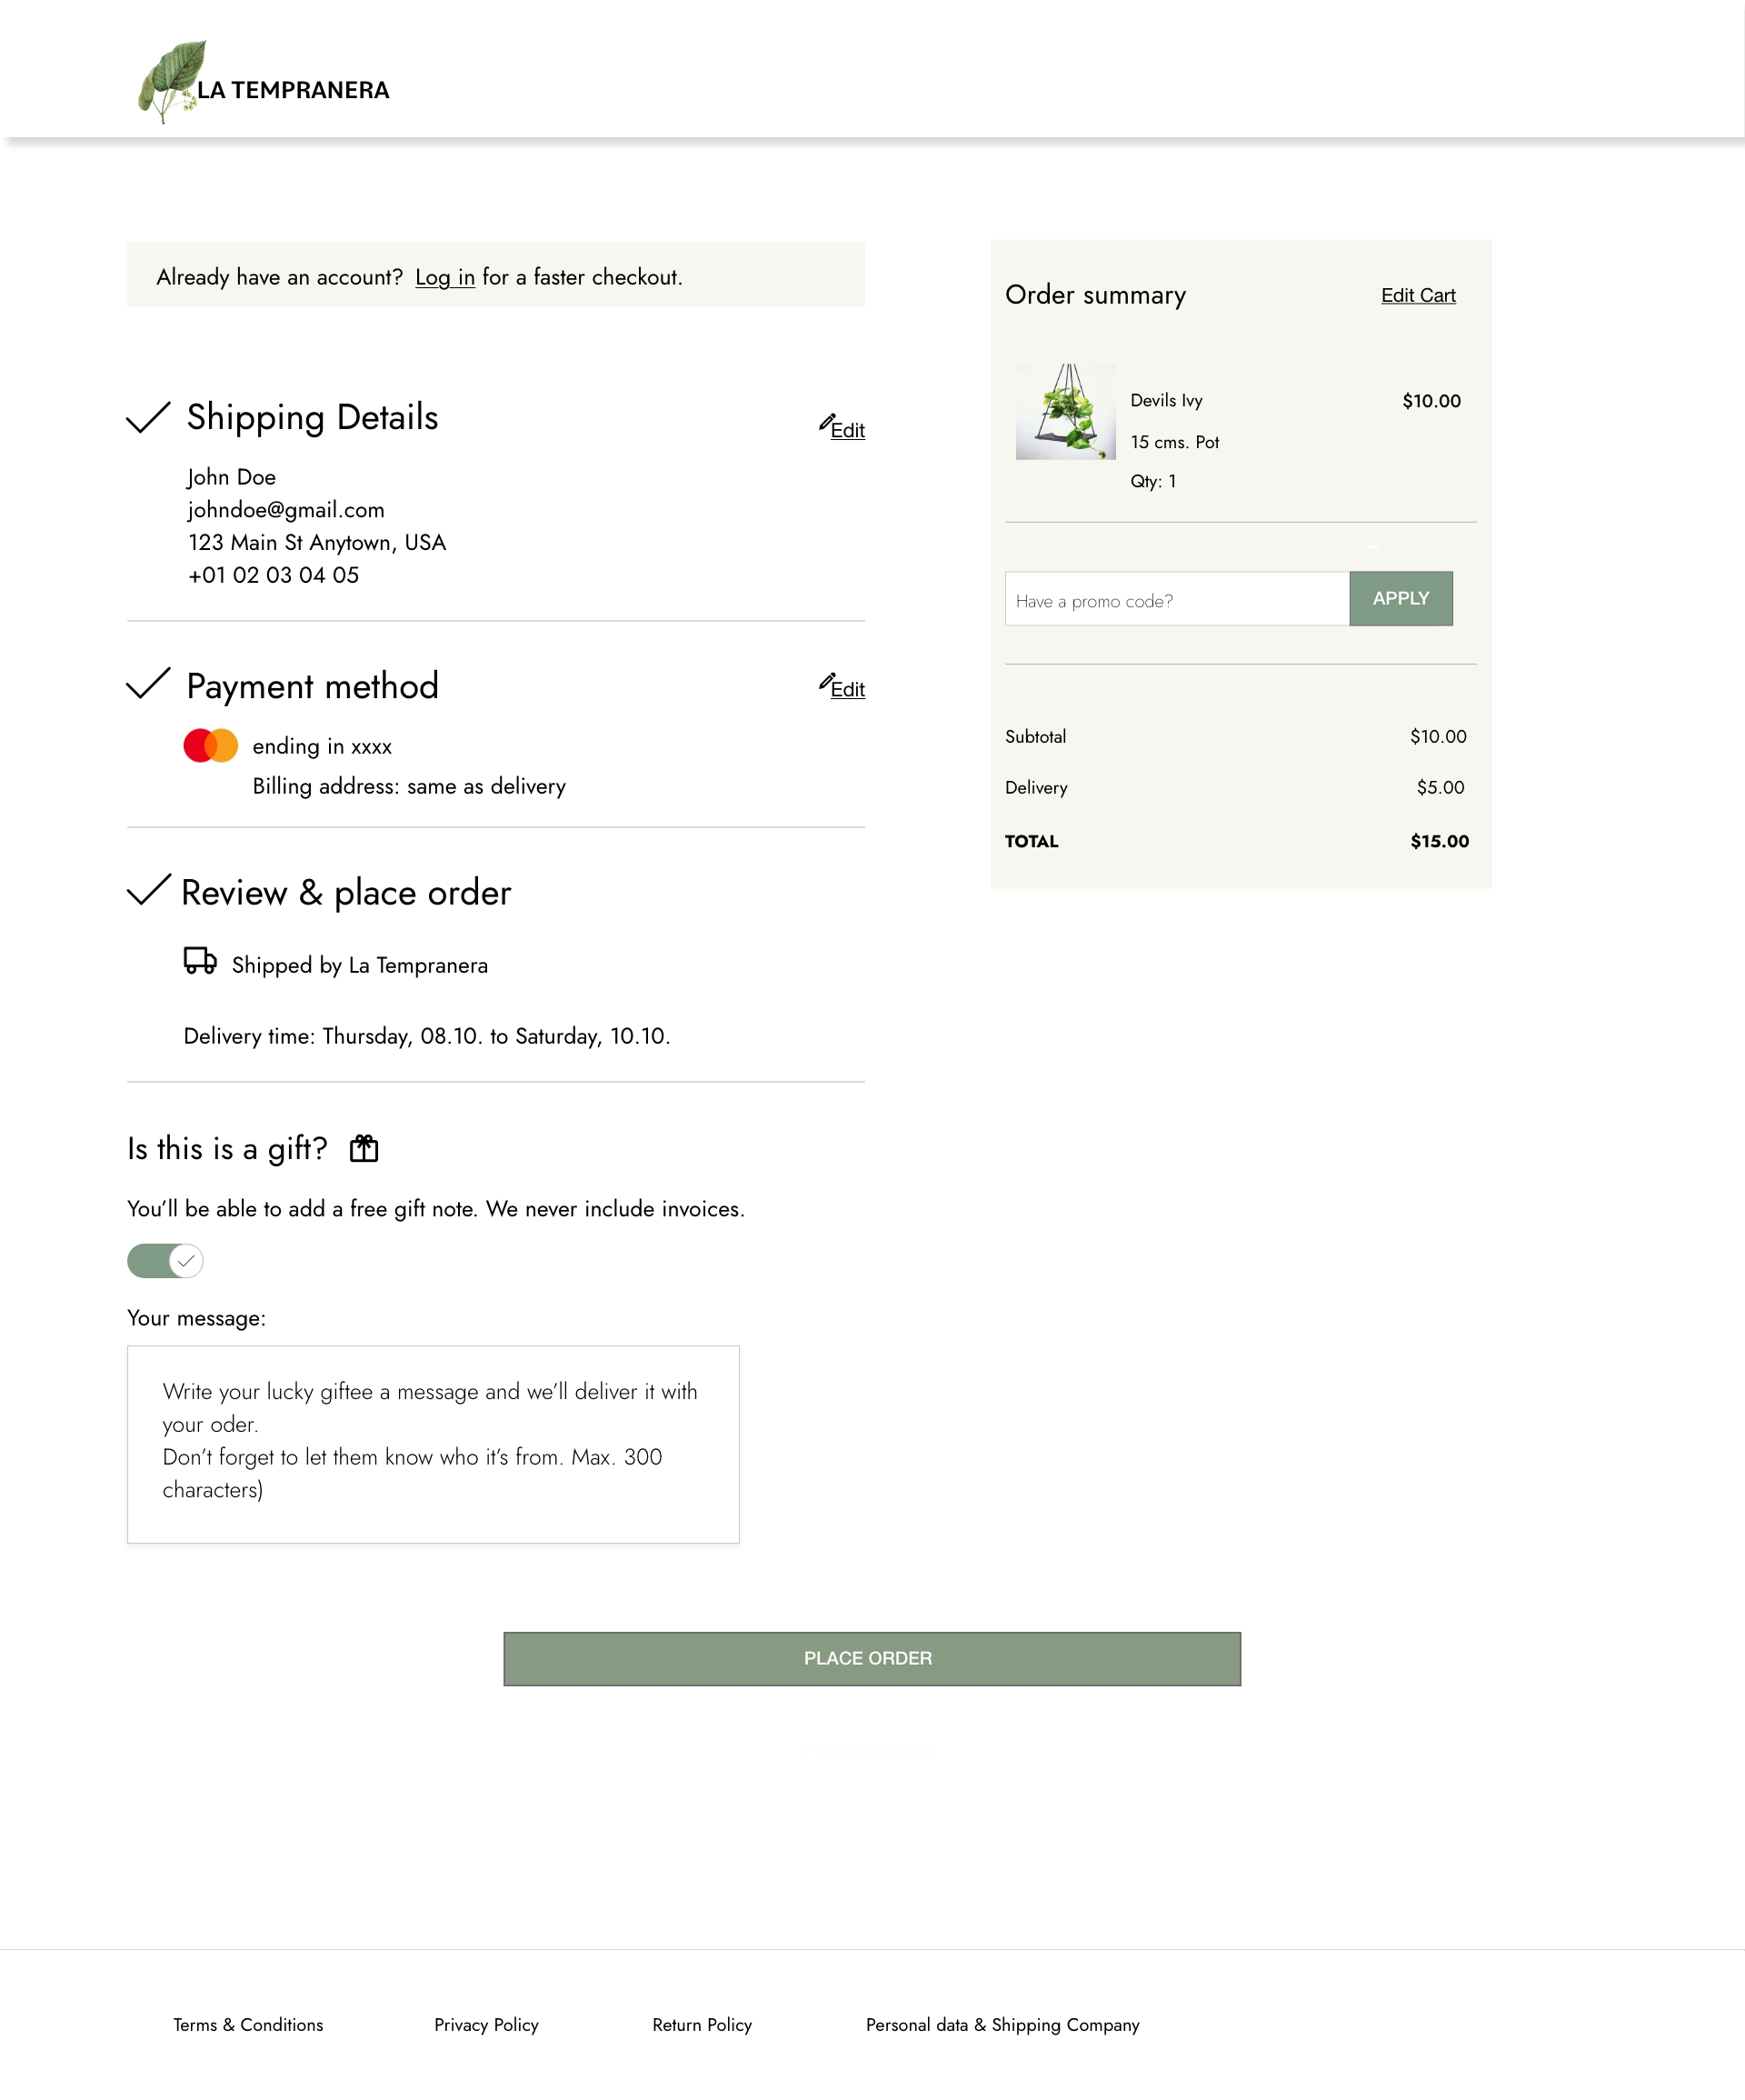 LA TEMPRANERA
Already have an account? Log in for a faster checkout.
Shipping Details
Edit
John Doe
johndoe@gmail.com
123 Main St Anytown, USA
+01 02 03 04 05
Payment method
Edit
ending in xxxx
Billing address: same as delivery
Review & place order
Shipped by La Tempranera
Delivery time: Thursday, 08.10. to Saturday, 10.10.
Is this is a gift?
You’ll be able to add a free gift note. We never include invoices.
Your message:
Write your lucky giftee a message and we’ll deliver it with
your oder.
Don’t forget to let them know who it’s from. Max. 300
characters)
Order summary
Edit Cart
Devils Ivy
$10.00
15 cms. Pot
Qty: 1
Have a promo code?
APPLY
Subtotal
$10.00
Delivery
$5.00
TOTAL
$15.00
PLACE ORDER
Terms & Conditions
Privacy Policy
Return Policy
Personal data & Shipping Company